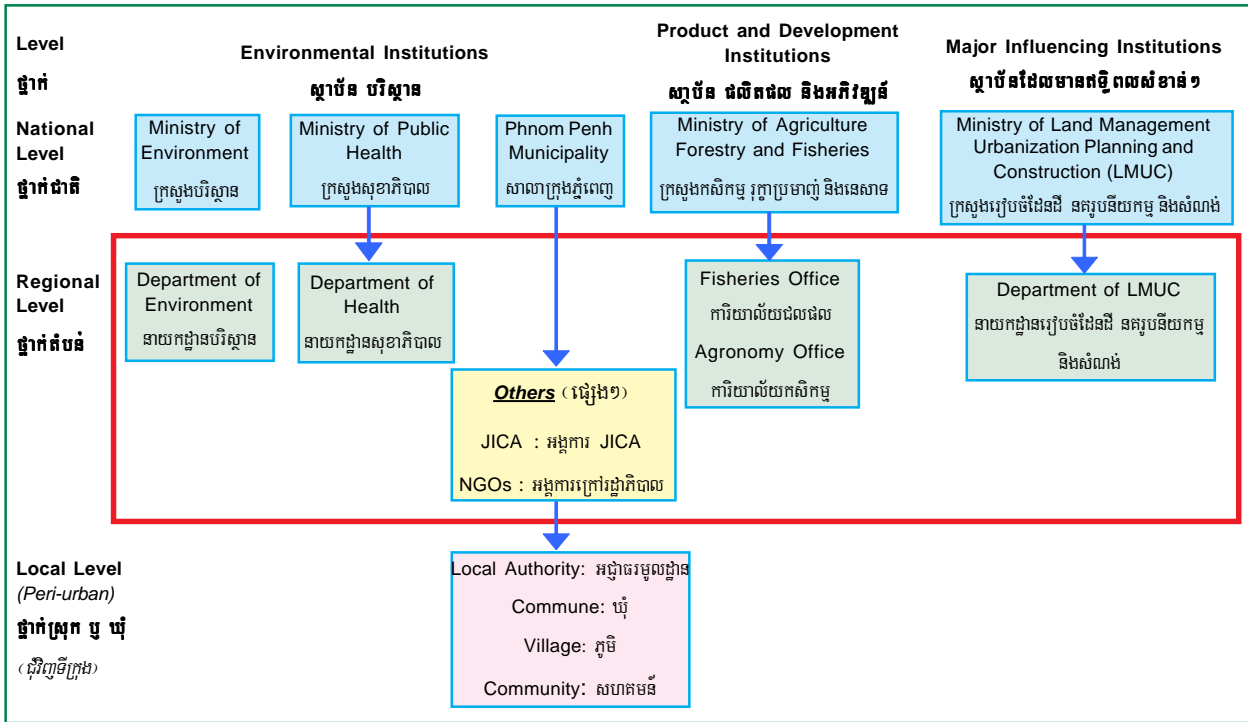 Level
ថ្នាក់
Environmental Institutions
ស្ថាប័ន បរិស្ថាន
Product and Development
Institutions
ស្ថាប័ន ផលិតផល និងអភិវឌ្ឍន៍
Major Influencing Institutions
ស្ថាប័នដែលមានឥទ្ធិពលសំខាន់ៗ
National
Level
ថ្នាក់ជាតិ
Ministry of
Environment
ក្រសួងបរិស្ថាន
Ministry of Public
Health
ក្រសួងសុខាភិបាល
Phnom Penh
Municipality
សាលាក្រុងភ្នំពេញ
Ministry of Agriculture
Forestry and Fisheries
ក្រសួងកសិកម្ម រុក្ខាប្រមាញ់ និងនេសាទ
Ministry of Land Management
Urbanization Planning and
Construction (LMUC)
ក្រសួងរៀបចំដែនដី នគរូបនីយកម្ម និងសំណង់
Regional
Level
ថ្នាក់តំបន់
Department of
Environment
នាយកដ្ឋានបរិស្ថាន
Department of
Health
នាយកដ្ឋានសុខាភិបាល
Fisheries Office
ការិយាល័យជលផល
Agronomy Office
ការិយាល័យកសិកម្ម
Department of LMUC
នាយកដ្ឋានរៀបចំដែនដី នគរូបនីយកម្ម
និងសំណង់
Others (ផ្សេងៗ)
JICA : អង្គការ JICA
NGOs : អង្គការក្រៅរដ្ឋាភិបាល
Local Level
(Peri-urban)
ថ្នាក់ស្រុក ឬ ឃុំ
(ជុំវិញទីក្រុង)
Local Authority: អជ្ញាធរមូលដ្ឋាន
Commune: ឃុំ
Village: ភូមិ
Community: សហគមន៍